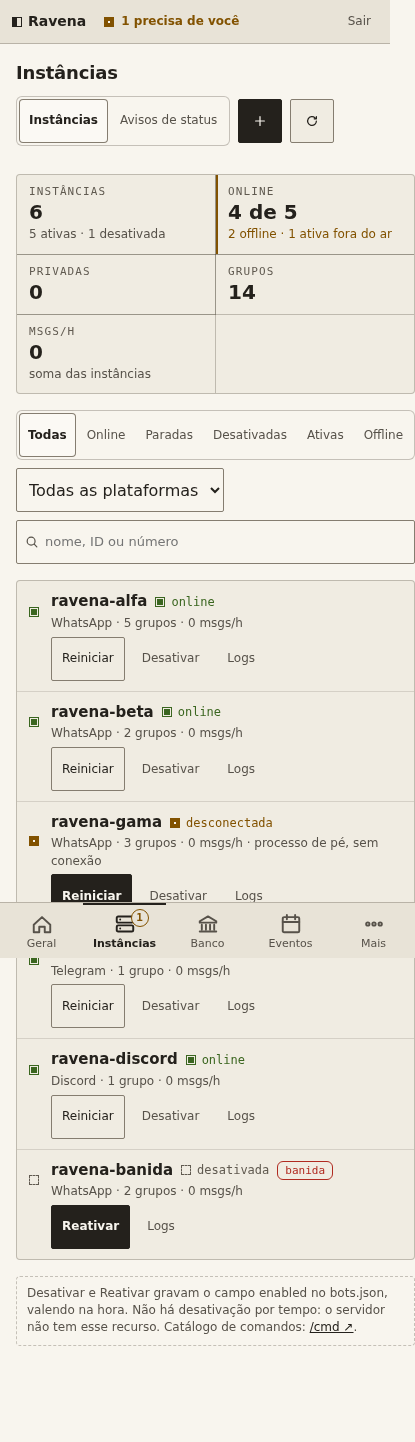 Ravena
1 precisa de você
Sair
Instâncias
Instâncias
Avisos de status
INSTÂNCIAS
6
5 ativas · 1 desativada
ONLINE
4 de 5
2 offline · 1 ativa fora do ar
PRIVADAS
0
GRUPOS
14
MSGS/H
0
soma das instâncias
Todas
Online
Paradas
Desativadas
Ativas
Offline
Todas as plataformas
nome, ID ou número
ravena-alfa online
WhatsApp · 5 grupos · 0 msgs/h
Reiniciar
Desativar
Logs
ravena-beta online
WhatsApp · 2 grupos · 0 msgs/h
Reiniciar
Desativar
Logs
ravena-gama desconectada
WhatsApp · 3 grupos · 0 msgs/h · processo de pé, sem
conexão
Reiniciar
Desativar
Logs
1
Geral
Instâncias
Banco
Eventos
Mais
Telegram · 1 grupo · 0 msgs/h
Reiniciar
Desativar
Logs
ravena-discord online
Discord · 1 grupo · 0 msgs/h
Reiniciar
Desativar
Logs
ravena-banida desativada banida
WhatsApp · 2 grupos · 0 msgs/h
Reativar
Logs
Desativar e Reativar gravam o campo enabled no bots.json,
valendo na hora. Não há desativação por tempo: o servidor
não tem esse recurso. Catálogo de comandos: /cmd ↗.